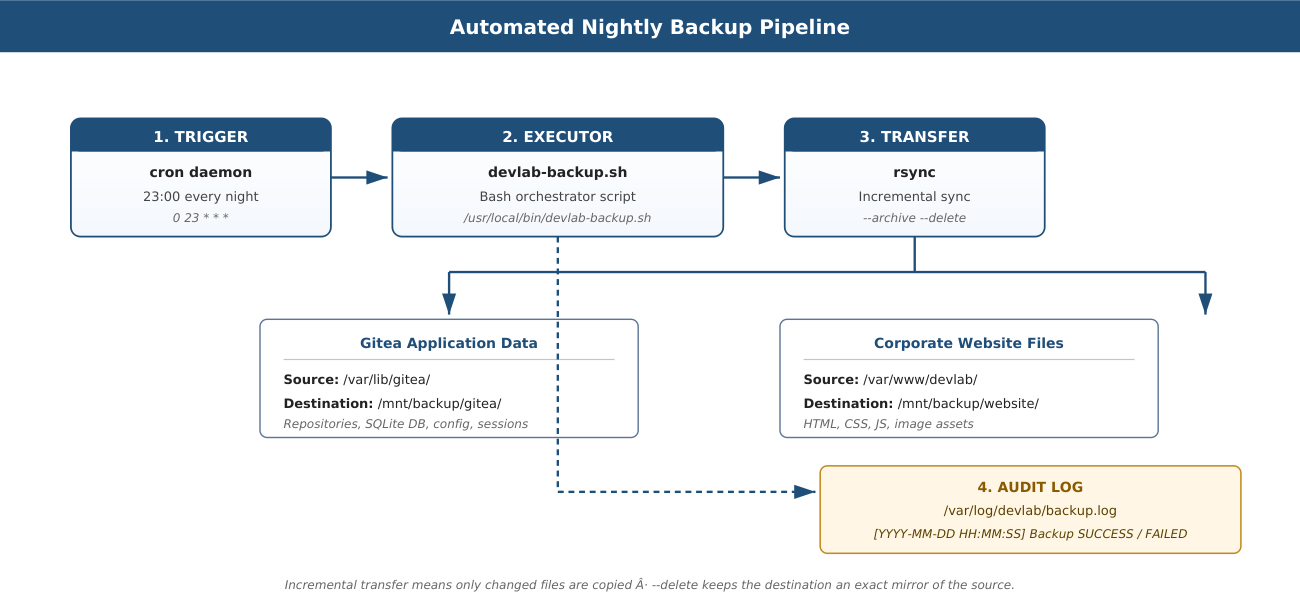 Automated Nightly Backup Pipeline
1. TRIGGER
cron daemon
23:00 every night
0 23 * * *
2. EXECUTOR
devlab-backup.sh
Bash orchestrator script
/usr/local/bin/devlab-backup.sh
3. TRANSFER
rsync
Incremental sync
--archive --delete
Gitea Application Data
Source: /var/lib/gitea/
Destination: /mnt/backup/gitea/
Repositories, SQLite DB, config, sessions
Corporate Website Files
Source: /var/www/devlab/
Destination: /mnt/backup/website/
HTML, CSS, JS, image assets
4. AUDIT LOG
/var/log/devlab/backup.log
[YYYY-MM-DD HH:MM:SS] Backup SUCCESS / FAILED
Incremental transfer means only changed files are copied Â· --delete keeps the destination an exact mirror of the source.